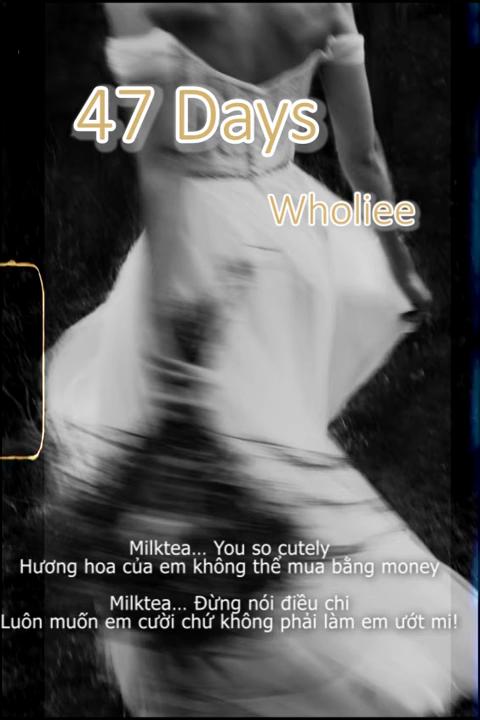 47 Days
Wholiee
Milktea... You so cutely
Hương hoa của em không thể mua bằng money
Milktea... Đừng nói điều chi
Luôn muốn em cười chứ không phải làm em ướt mi!